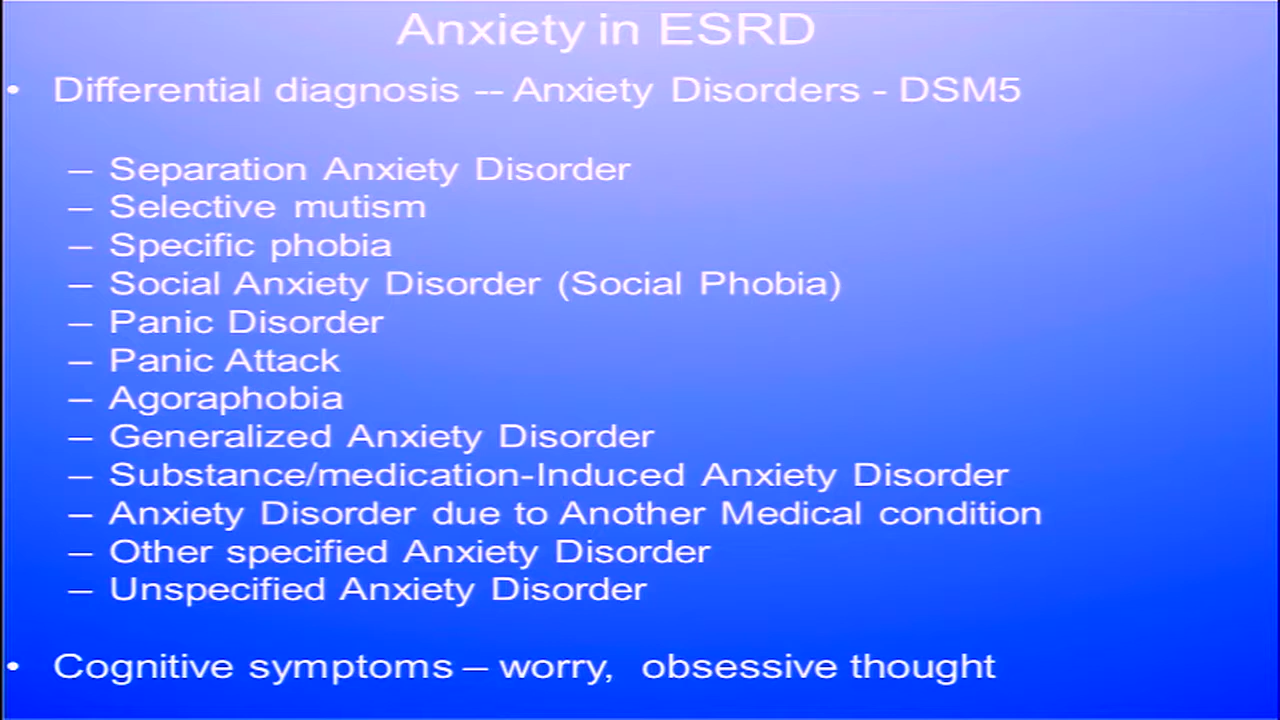 Anxiety in ESRD
• Differential diagnosis -- Anxiety Disorders - DSM5
– Separation Anxiety Disorder
– Selective mutism
– Specific phobia
– Social Anxiety Disorder (Social Phobia)
– Panic Disorder
– Panic Attack
– Agoraphobia
– Generalized Anxiety Disorder
– Substance/medication-Induced Anxiety Disorder
– Anxiety Disorder due to Another Medical condition
– Other specified Anxiety Disorder
– Unspecified Anxiety Disorder
• Cognitive symptoms – worry, obsessive thought